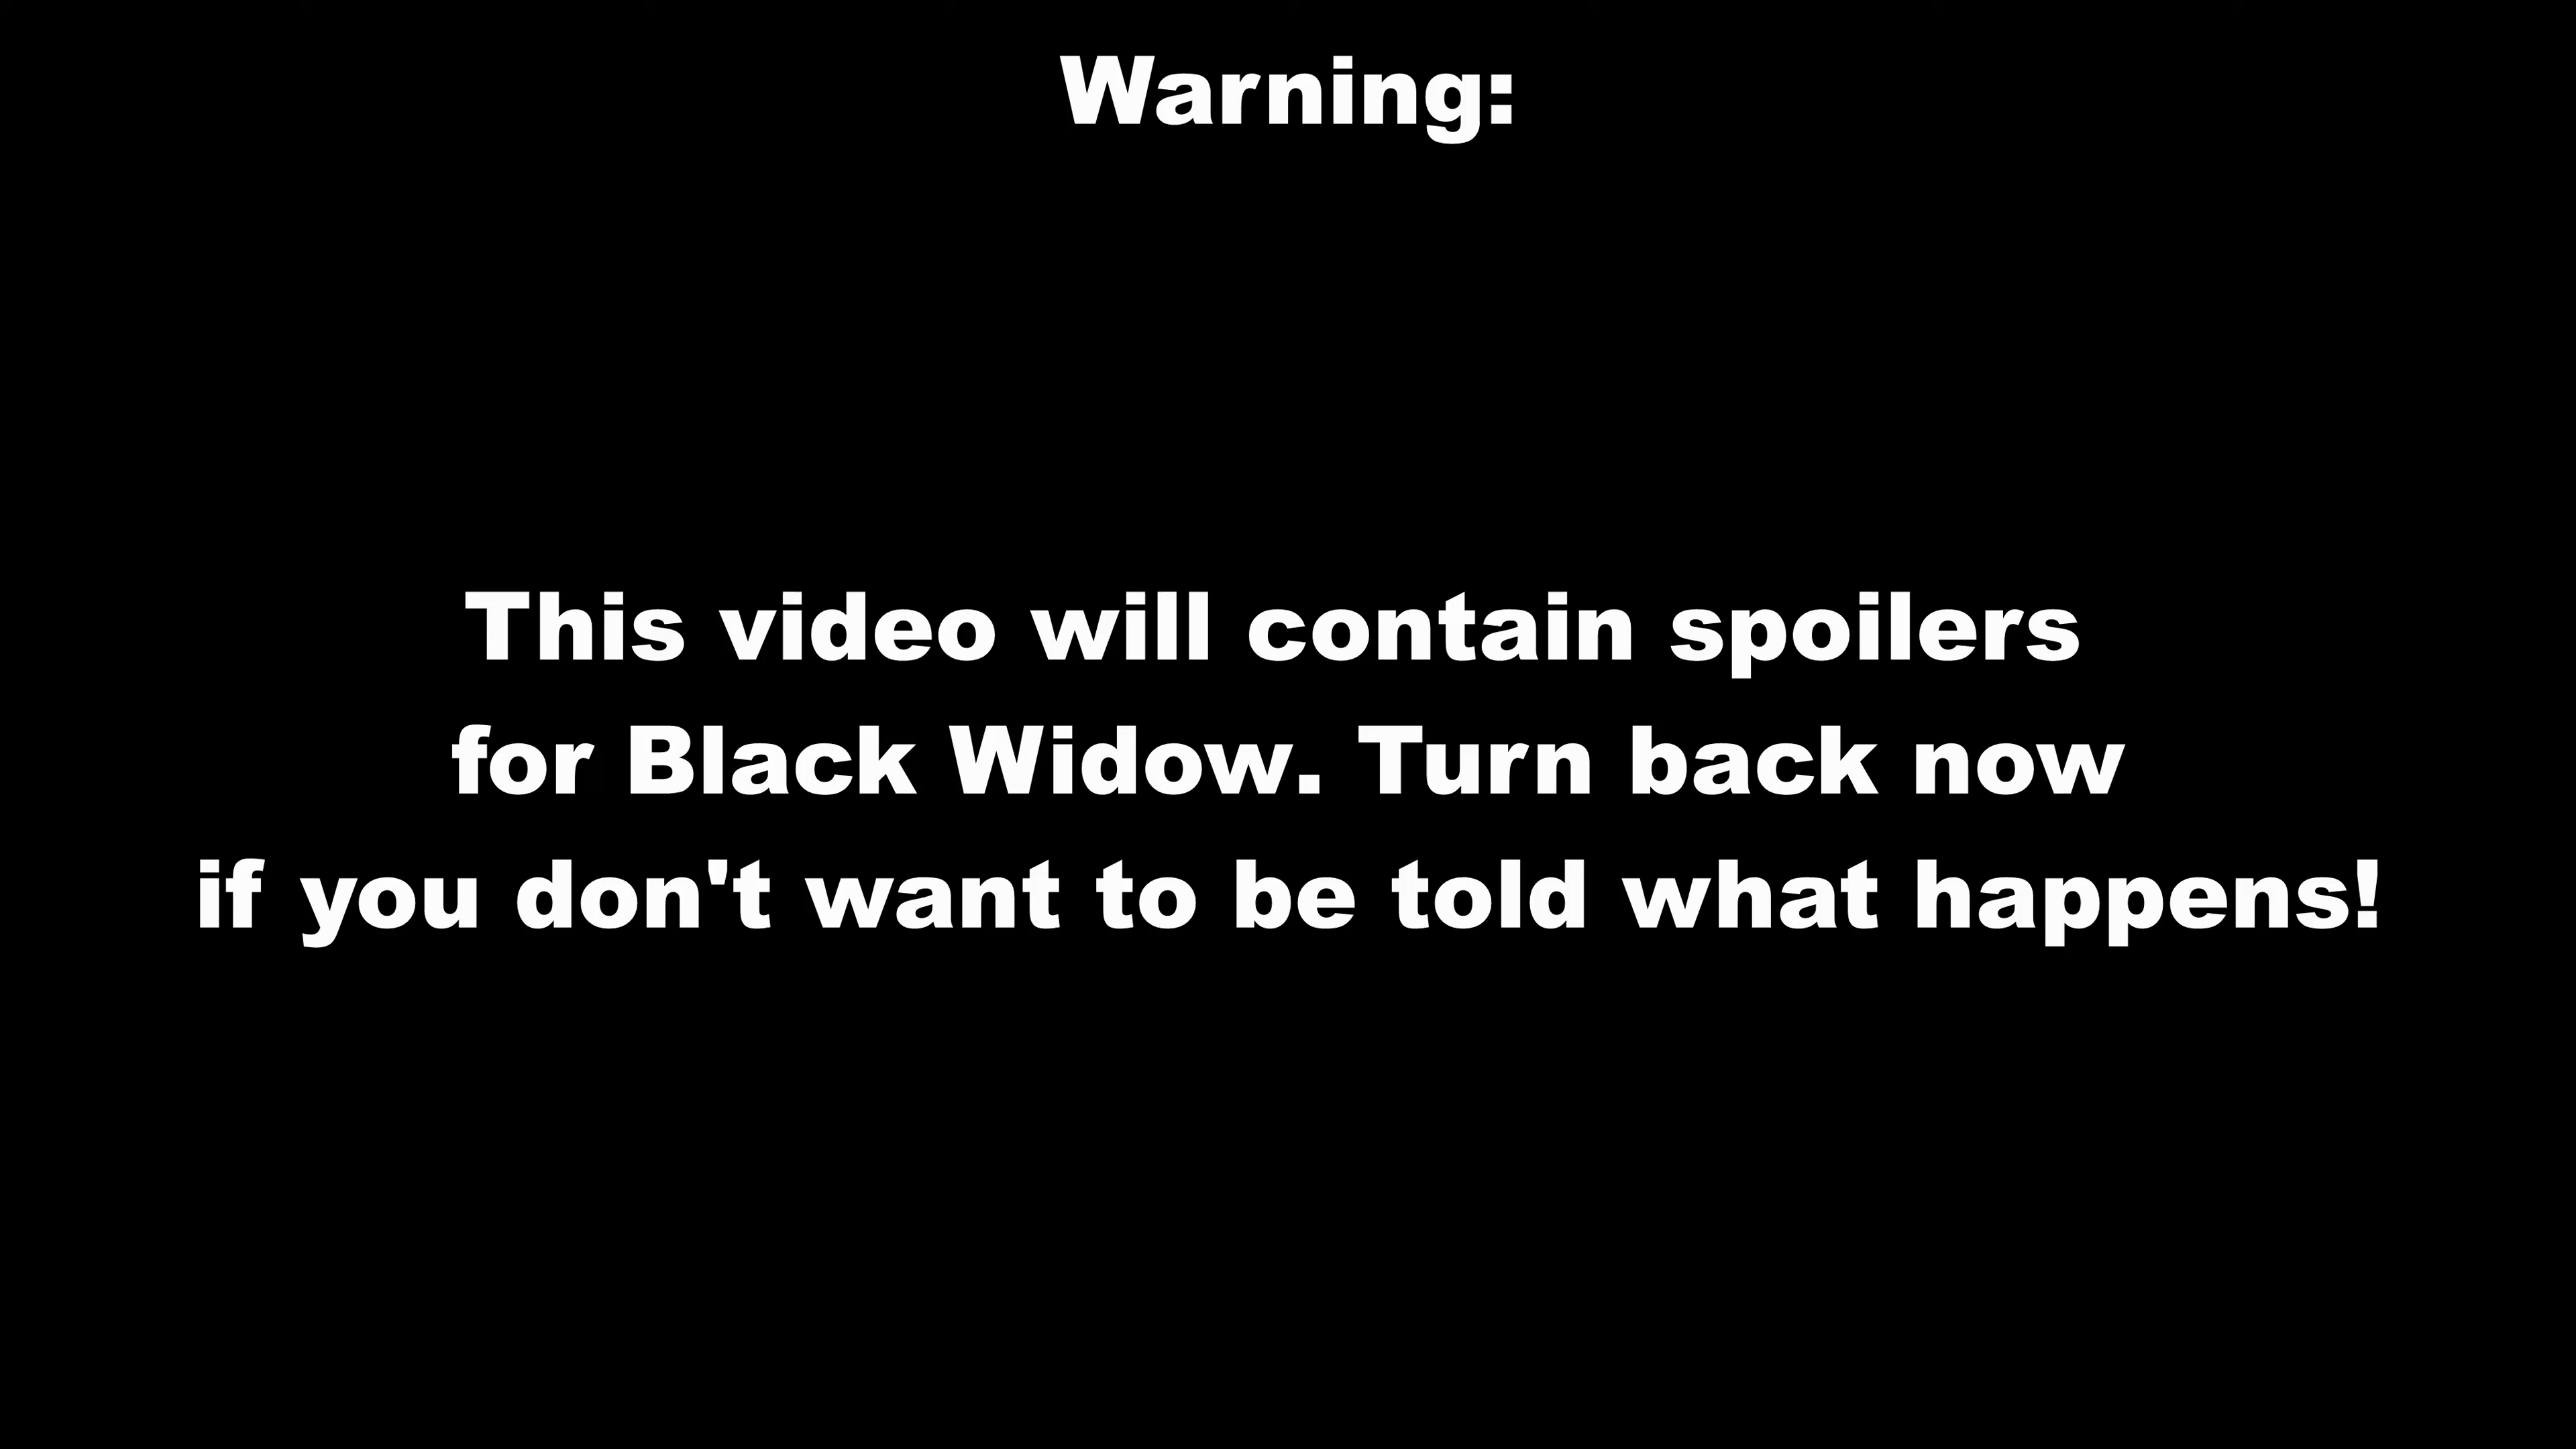 Warning:
This video will contain spoilers
for Black Widow. Turn back now
if you don't want to be told what happens!